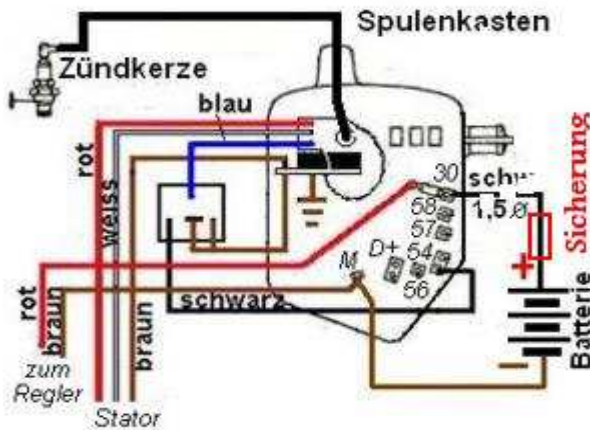 Spulenkasten
Zündkerze
blau
rot
weiss
30
schw
1,5 Ø
Sicherung
58
57
54
D+
56
M
+
Batterie
rot
braun
schwarz
braun
zum
Regler
Stator